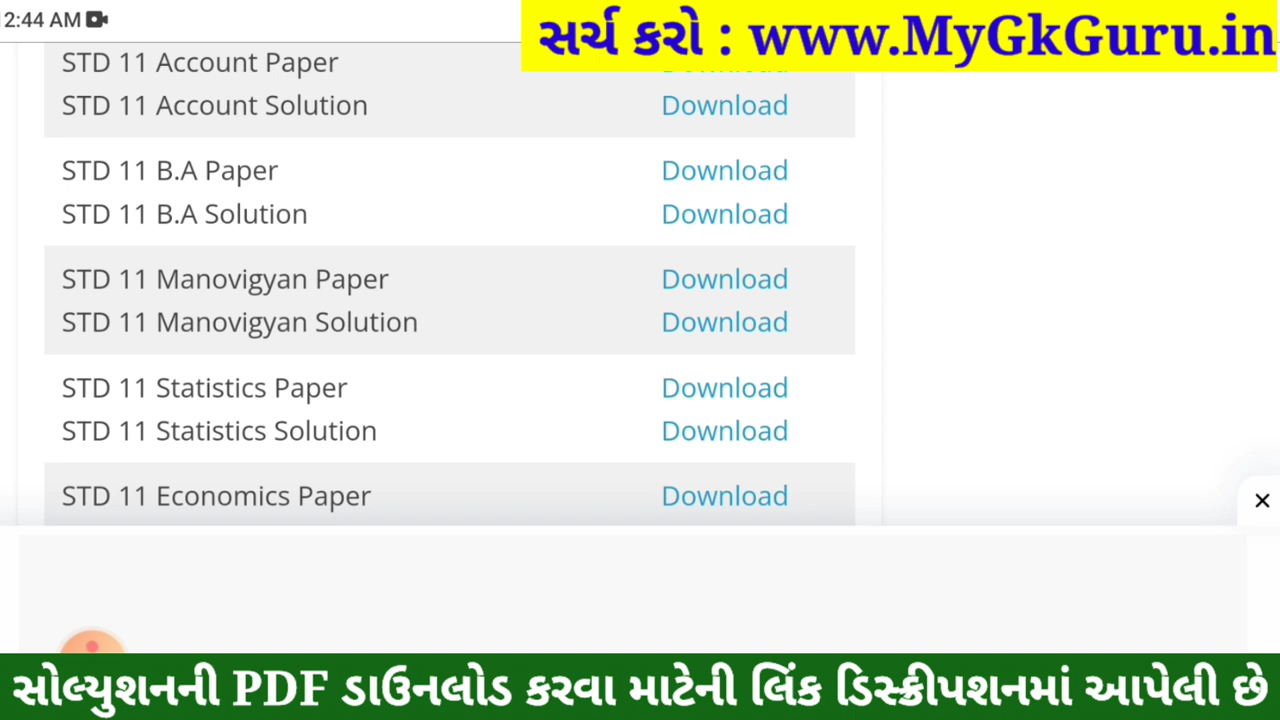 2:44 AM
સર્ચ કરો : www.MyGkGuru.in
STD 11 Account Paper
STD 11 Account Solution Download
STD 11 B.A Paper Download
STD 11 B.A Solution Download
STD 11 Manovigyan Paper Download
STD 11 Manovigyan Solution Download
STD 11 Statistics Paper Download
STD 11 Statistics Solution Download
STD 11 Economics Paper Download
સોલ્યુશનની PDF ડાઉનલોડ કરવા માટેની લિંક ડિસ્ક્રીપશનમાં આપેલી છે